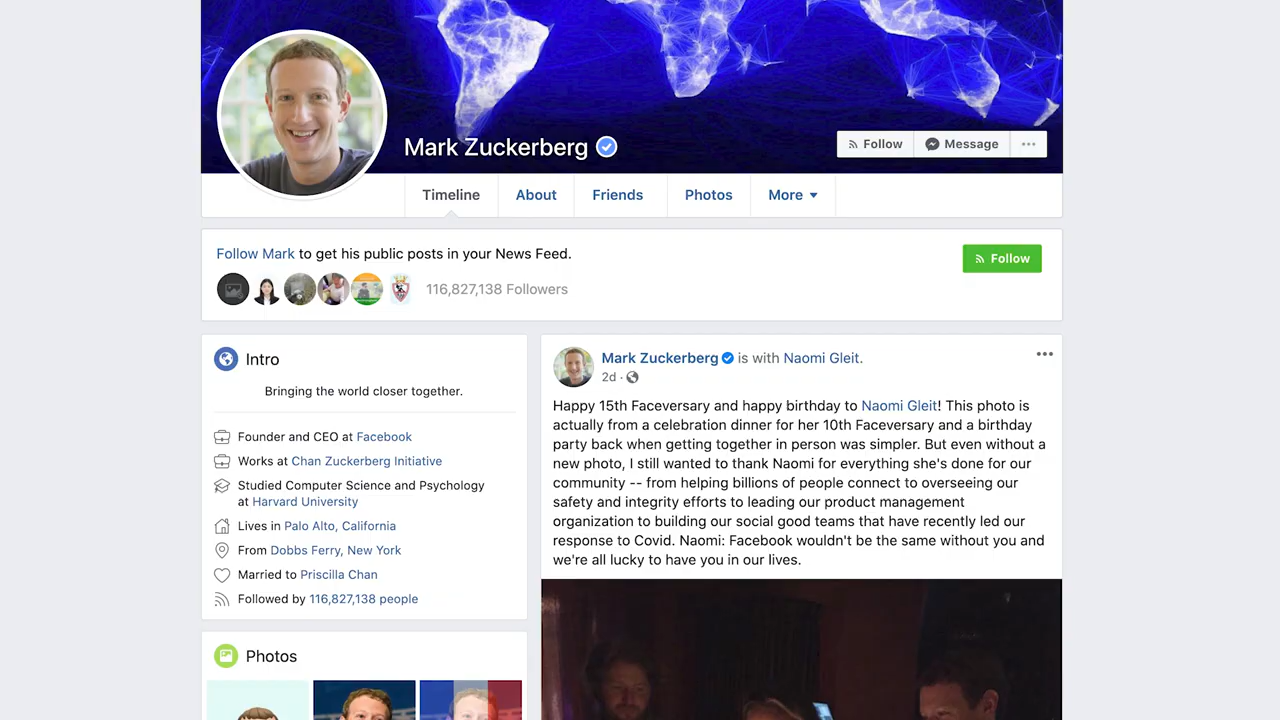 Mark Zuckerberg
Follow
Message
Timeline
About
Friends
Photos
More
Follow Mark to get his public posts in your News Feed.
Follow
116,827,138 Followers
Intro
Bringing the world closer together.
Founder and CEO at Facebook
Works at Chan Zuckerberg Initiative
Studied Computer Science and Psychology
at Harvard University
Lives in Palo Alto, California
From Dobbs Ferry, New York
Married to Priscilla Chan
Followed by 116,827,138 people
Photos
Mark Zuckerberg is with Naomi Gleit.
2d ·
Happy 15th Faceversary and happy birthday to Naomi Gleit! This photo is
actually from a celebration dinner for her 10th Faceversary and a birthday
party back when getting together in person was simpler. But even without a
new photo, I still wanted to thank Naomi for everything she's done for our
community -- from helping billions of people connect to overseeing our
safety and integrity efforts to leading our product management
organization to building our social good teams that have recently led our
response to Covid. Naomi: Facebook wouldn't be the same without you and
we're all lucky to have you in our lives.